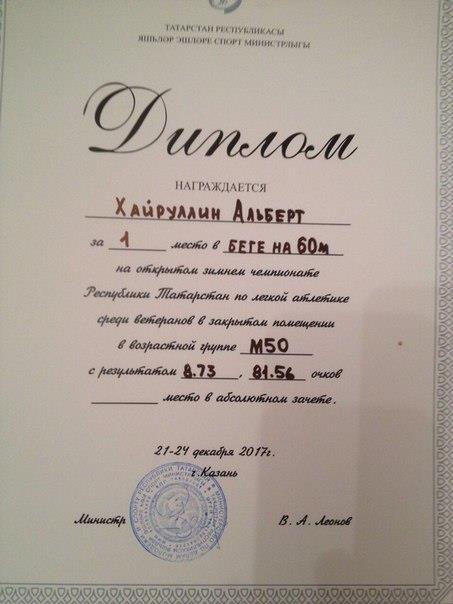 ТАТАРСТАН РЕСПУБЛИКАСЫ
ЯШЬЛӘР ЭШЛӘРЕ СПОРТ МИНИСТРЛЫГЫ
Диплом
НАГРАЖДАЕТСЯ
ХАЙРУЛЛИН АЛЬБЕРТ
за 1 место в БЕГЕ НА 60м
на открытом зимнем чемпионате
Республики Татарстан по легкой атлетике
среди ветеранов в закрытом помещении
в возрастной группе М50
с результатом 8.73 , 81.56 очков
место в абсолютном зачете.
21-24 декабря 2017г.
г.Казань
Министр В. А. Леонов